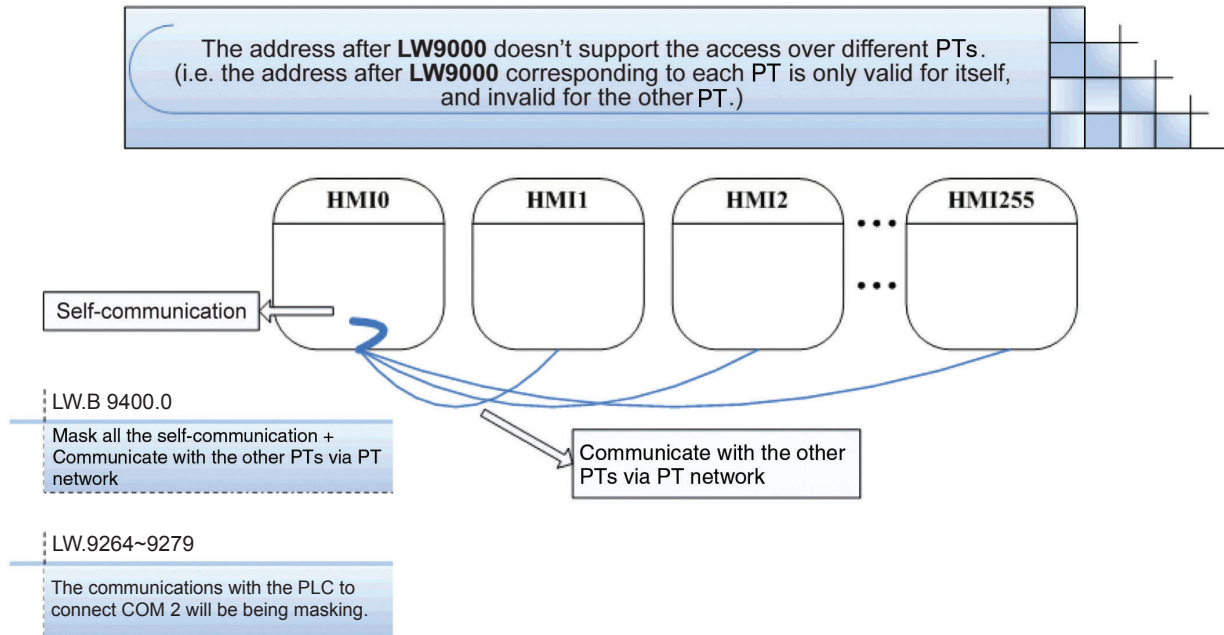 The address after LW9000 doesn't support the access over different PTs.
(i.e. the address after LW9000 corresponding to each PT is only valid for itself,
and invalid for the other PT.)
HMI0
HMI1
HMI2
HMI255
Self-communication
LW.B 9400.0
Mask all the self-communication +
Communicate with the other PTs via PT
network
Communicate with the other
PTs via PT network
LW.9264~9279
The communications with the PLC to
connect COM 2 will be being masking.